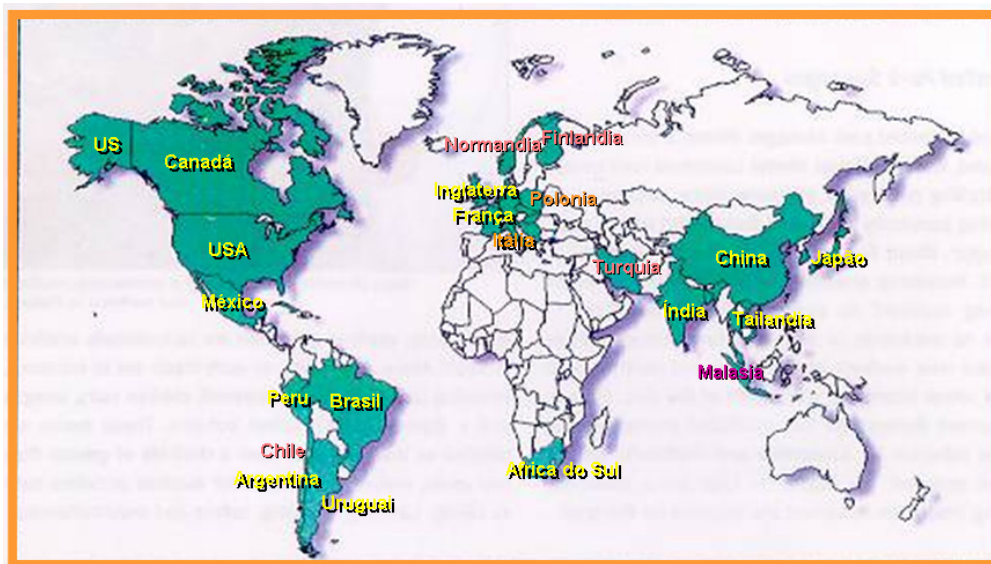 US
Canadá
Normandia
Finlandia
Inglaterra
Polonia
França
Itália
USA
Turquia
China
Japão
México
Índia
Tailandia
Malasia
Peru
Brasil
Chile
Argentina
Africa do Sul
Uruguai